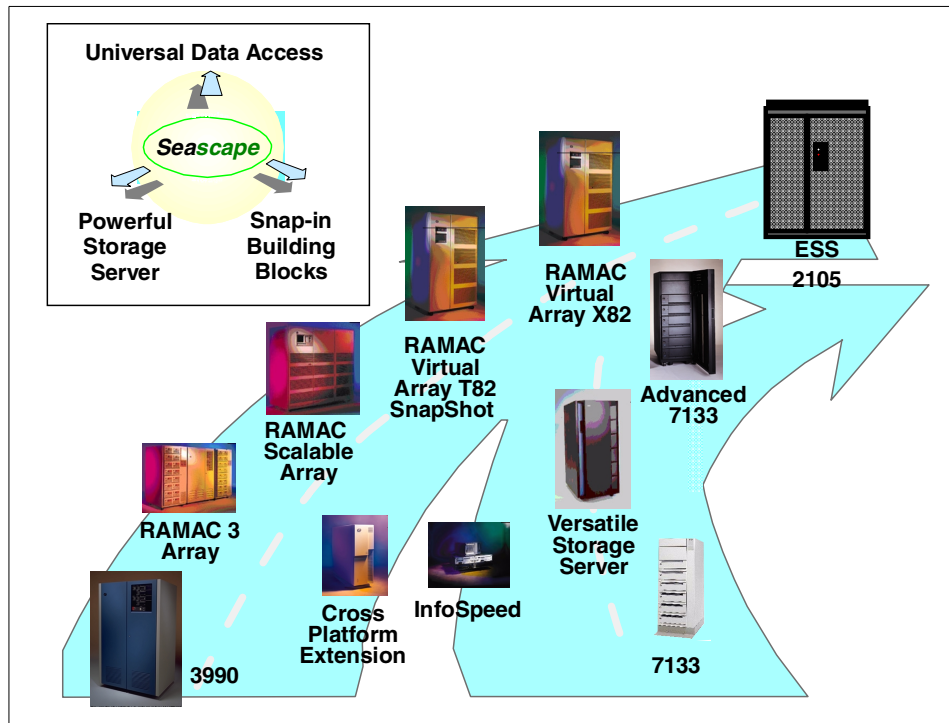 Universal Data Access
Seascape
Powerful
Storage
Server
Snap-in
Building
Blocks
ESS
2105
RAMAC
Virtual
Array X82
RAMAC
Virtual
Array T82
SnapShot
Advanced
7133
RAMAC
Scalable
Array
RAMAC 3
Array
Versatile
Storage
Server
Cross
Platform
Extension
InfoSpeed
3990
7133